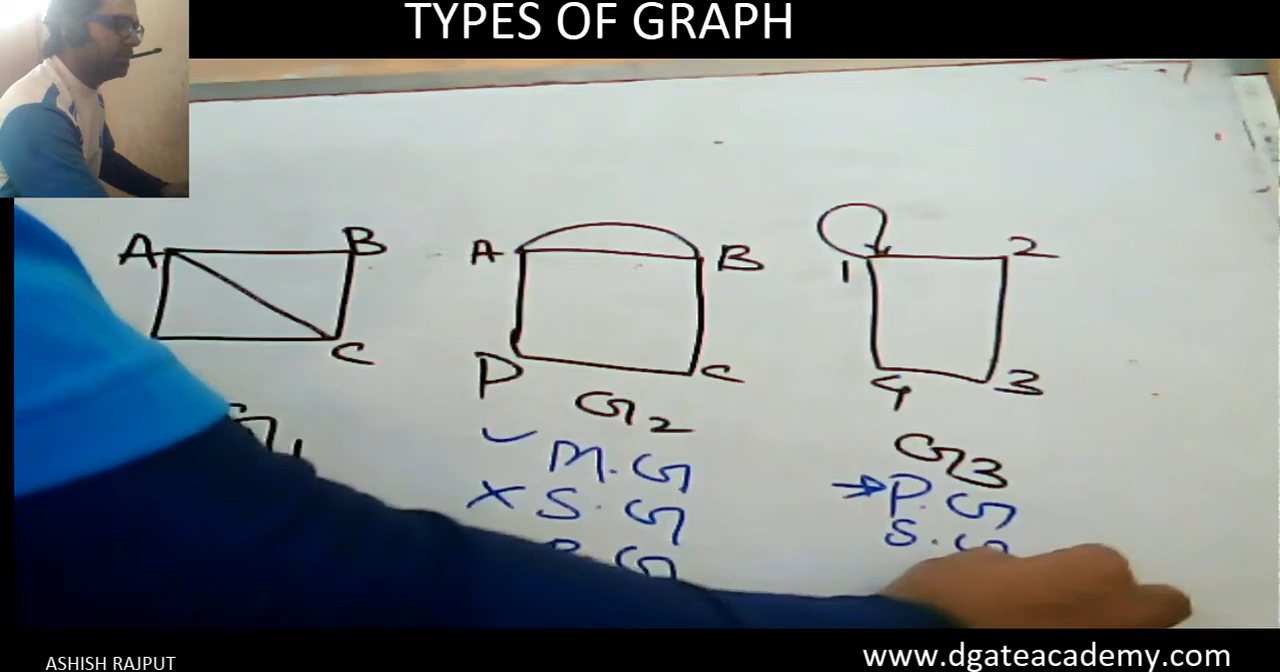 TYPES OF GRAPH
A B
C
A B
D C
G2
✓ M.G
× S.G
G
1 2
4 3
G3
→ P.G
S.G
ASHISH RAJPUT
www.dgateacademy.com